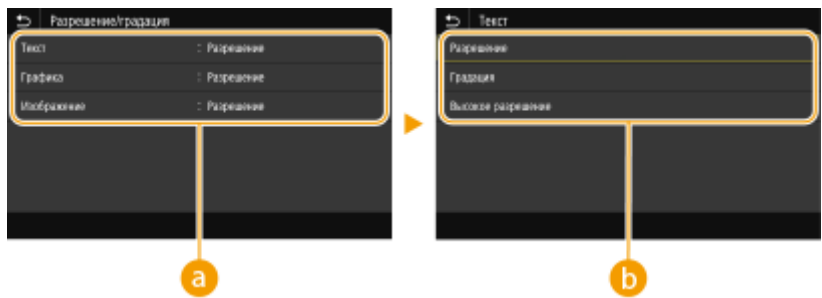 Разрешение/градация
Текст : Разрешение
Графика : Разрешение
Изображение : Разрешение
a
Текст
Разрешение
Градация
Высокое разрешение
b